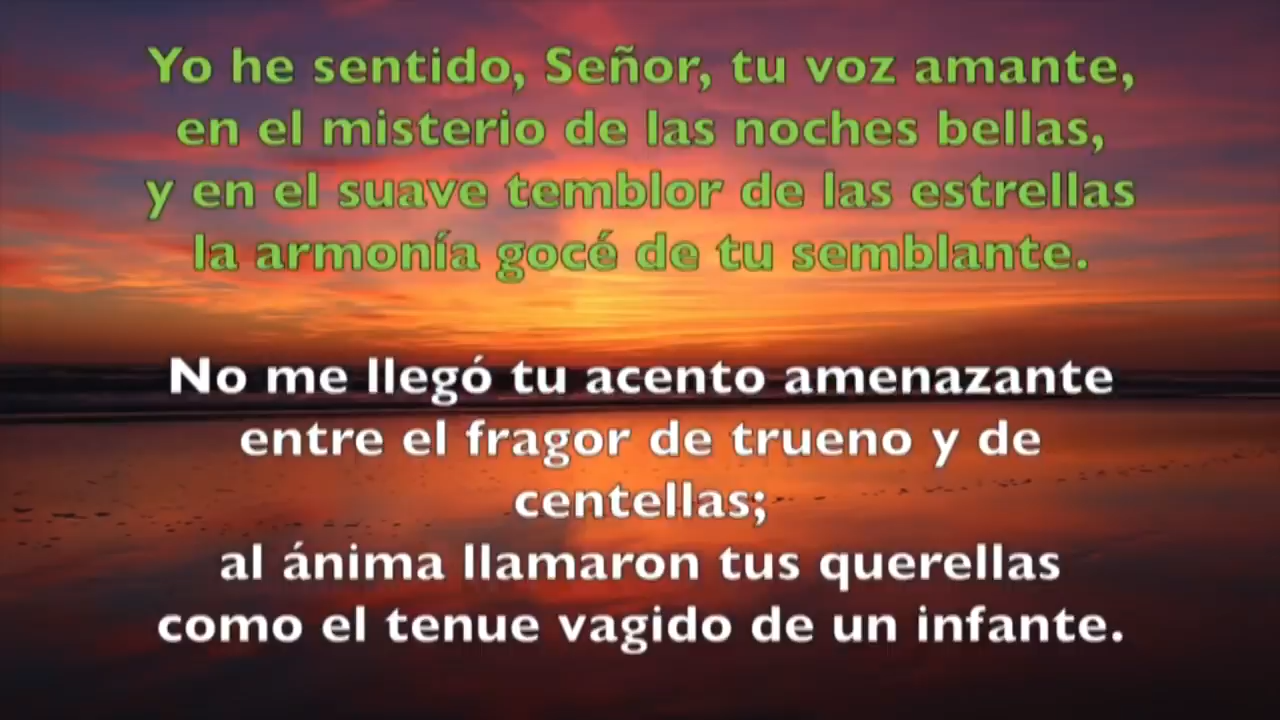 Yo he sentido, Señor, tu voz amante,
en el misterio de las noches bellas,
y en el suave temblor de las estrellas
la armonía gocé de tu semblante.
No me llegó tu acento amenazante
entre el fragor de trueno y de
centellas;
al ánima llamaron tus querellas
como el tenue vagido de un infante.